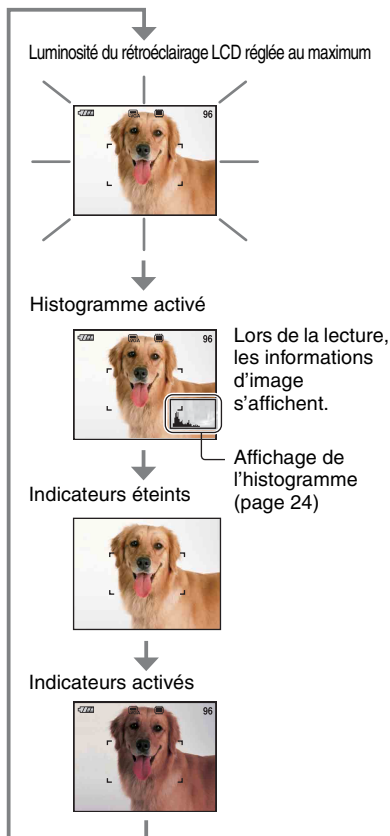 Luminosité du rétroéclairage LCD réglée au maximum
96
Histogramme activé
96
Lors de la lecture,
les informations
d'image
s'affichent.
Affichage de
l'histogramme
(page 24)
Indicateurs éteints
Indicateurs activés
96